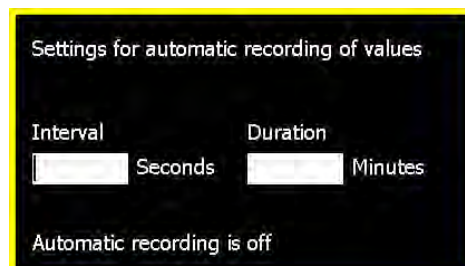 Settings for automatic recording of values
Interval Duration
Seconds Minutes
Automatic recording is off